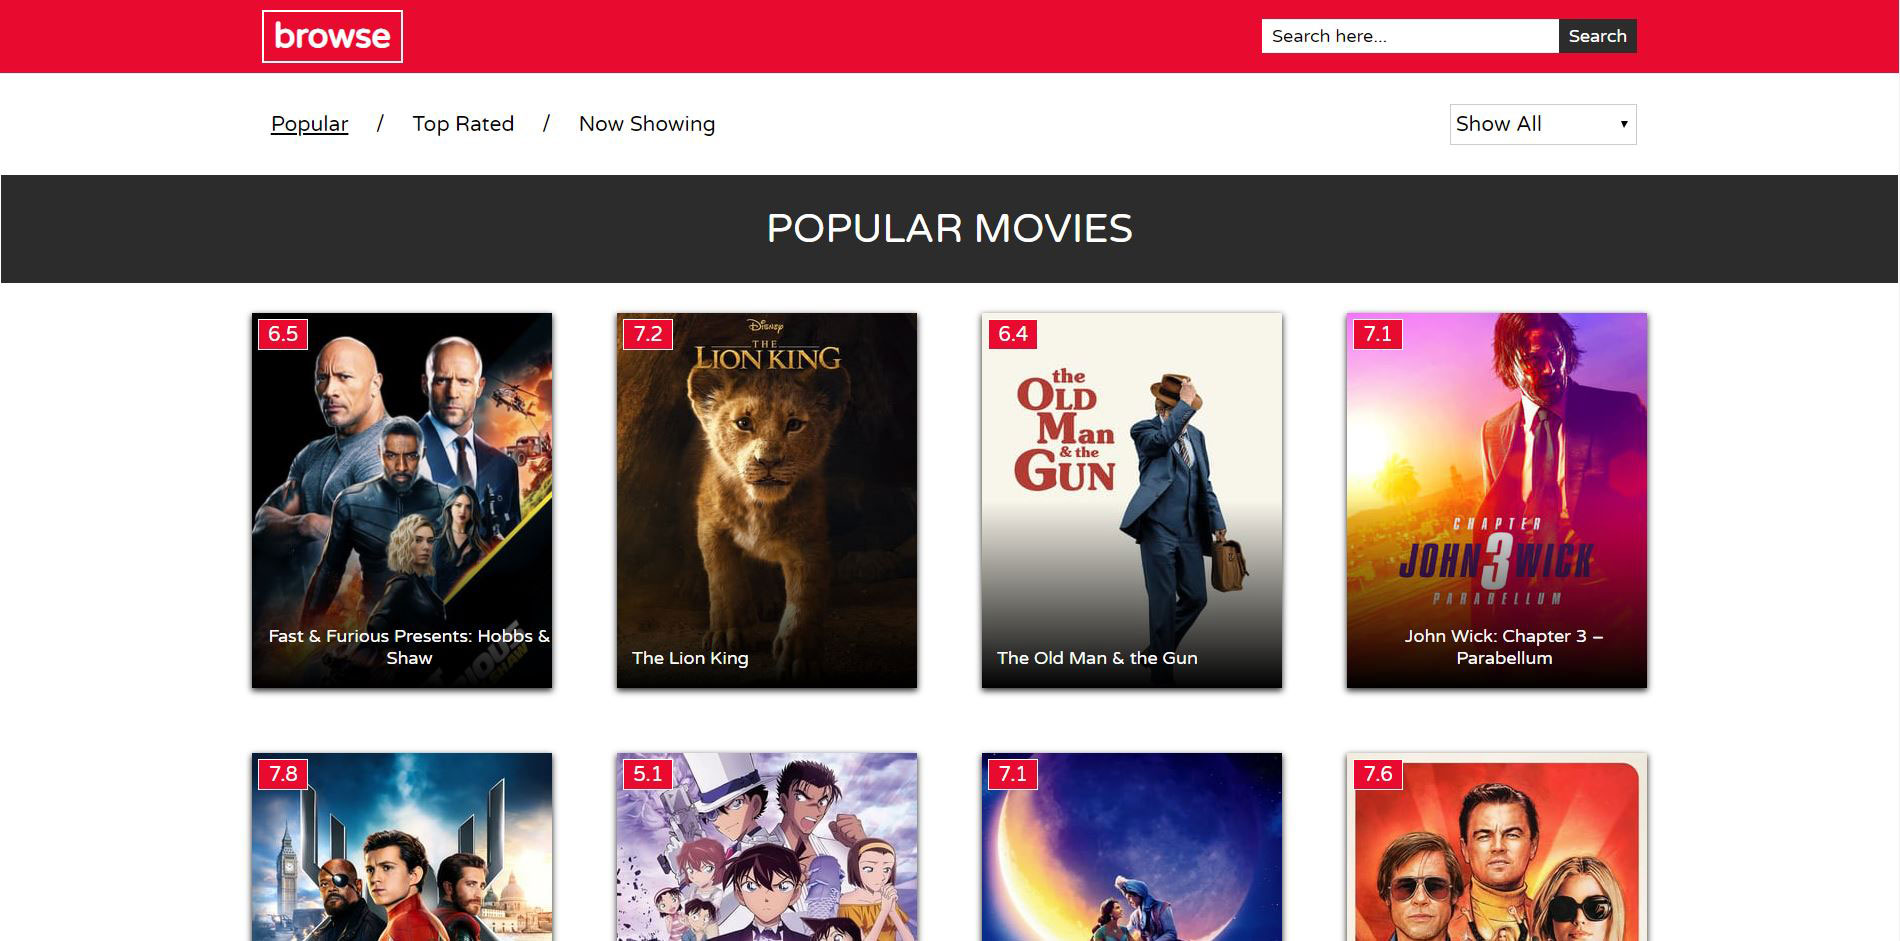 browse
Search here...
Search
Popular / Top Rated / Now Showing
Show All
POPULAR MOVIES
6.5
Fast & Furious Presents: Hobbs &
Shaw
7.2
Disney
THE
LION KING
The Lion King
6.4
the
OLD
Man
& the
GUN
The Old Man & the Gun
7.1
CHAPTER
JOHN 3 WICK
PARABELLUM
John Wick: Chapter 3 –
Parabellum
7.8
5.1
7.1
7.6